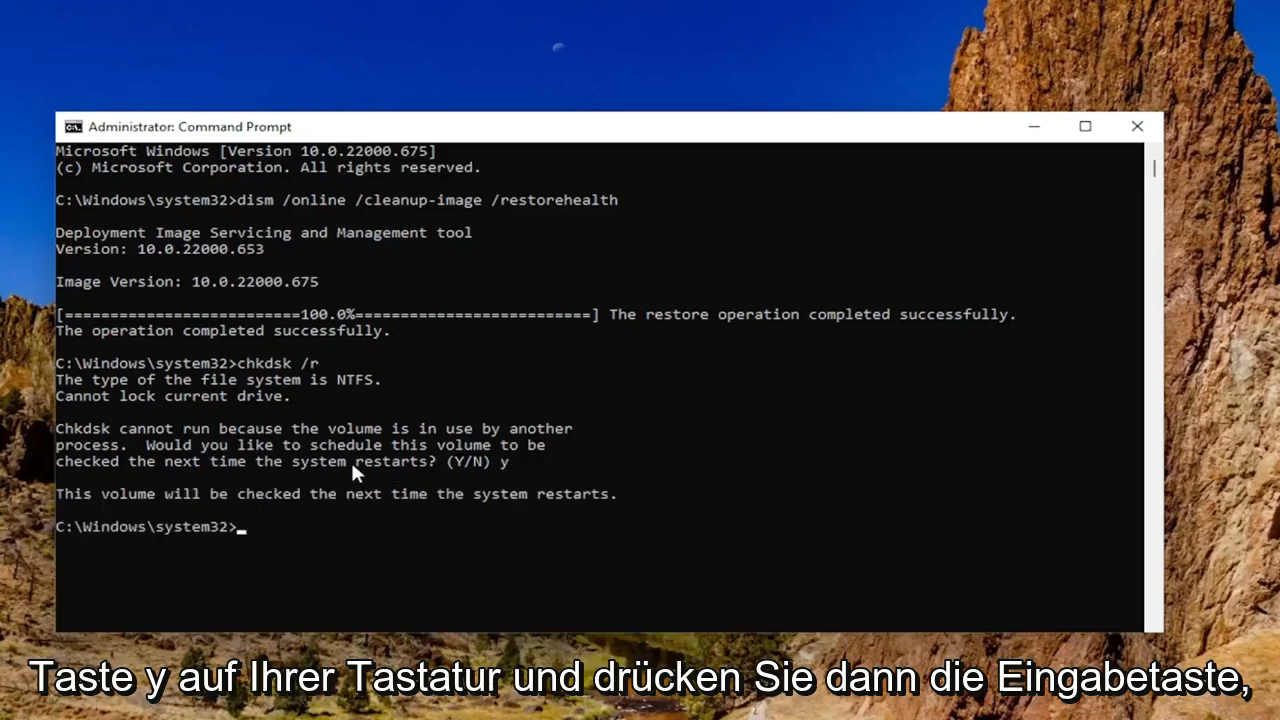 Administrator: Command Prompt
Microsoft Windows [Version 10.0.22000.675]
(c) Microsoft Corporation. All rights reserved.
C:\Windows\system32>dism /online /cleanup-image /restorehealth
Deployment Image Servicing and Management tool
Version: 10.0.22000.653
Image Version: 10.0.22000.675
[==========================100.0%==========================] The restore operation completed successfully.
The operation completed successfully.
C:\Windows\system32>chkdsk /r
The type of the file system is NTFS.
Cannot lock current drive.
Chkdsk cannot run because the volume is in use by another
process.  Would you like to schedule this volume to be
checked the next time the system restarts? (Y/N) y
This volume will be checked the next time the system restarts.
C:\Windows\system32>
Taste y auf Ihrer Tastatur und drücken Sie dann die Eingabetaste,